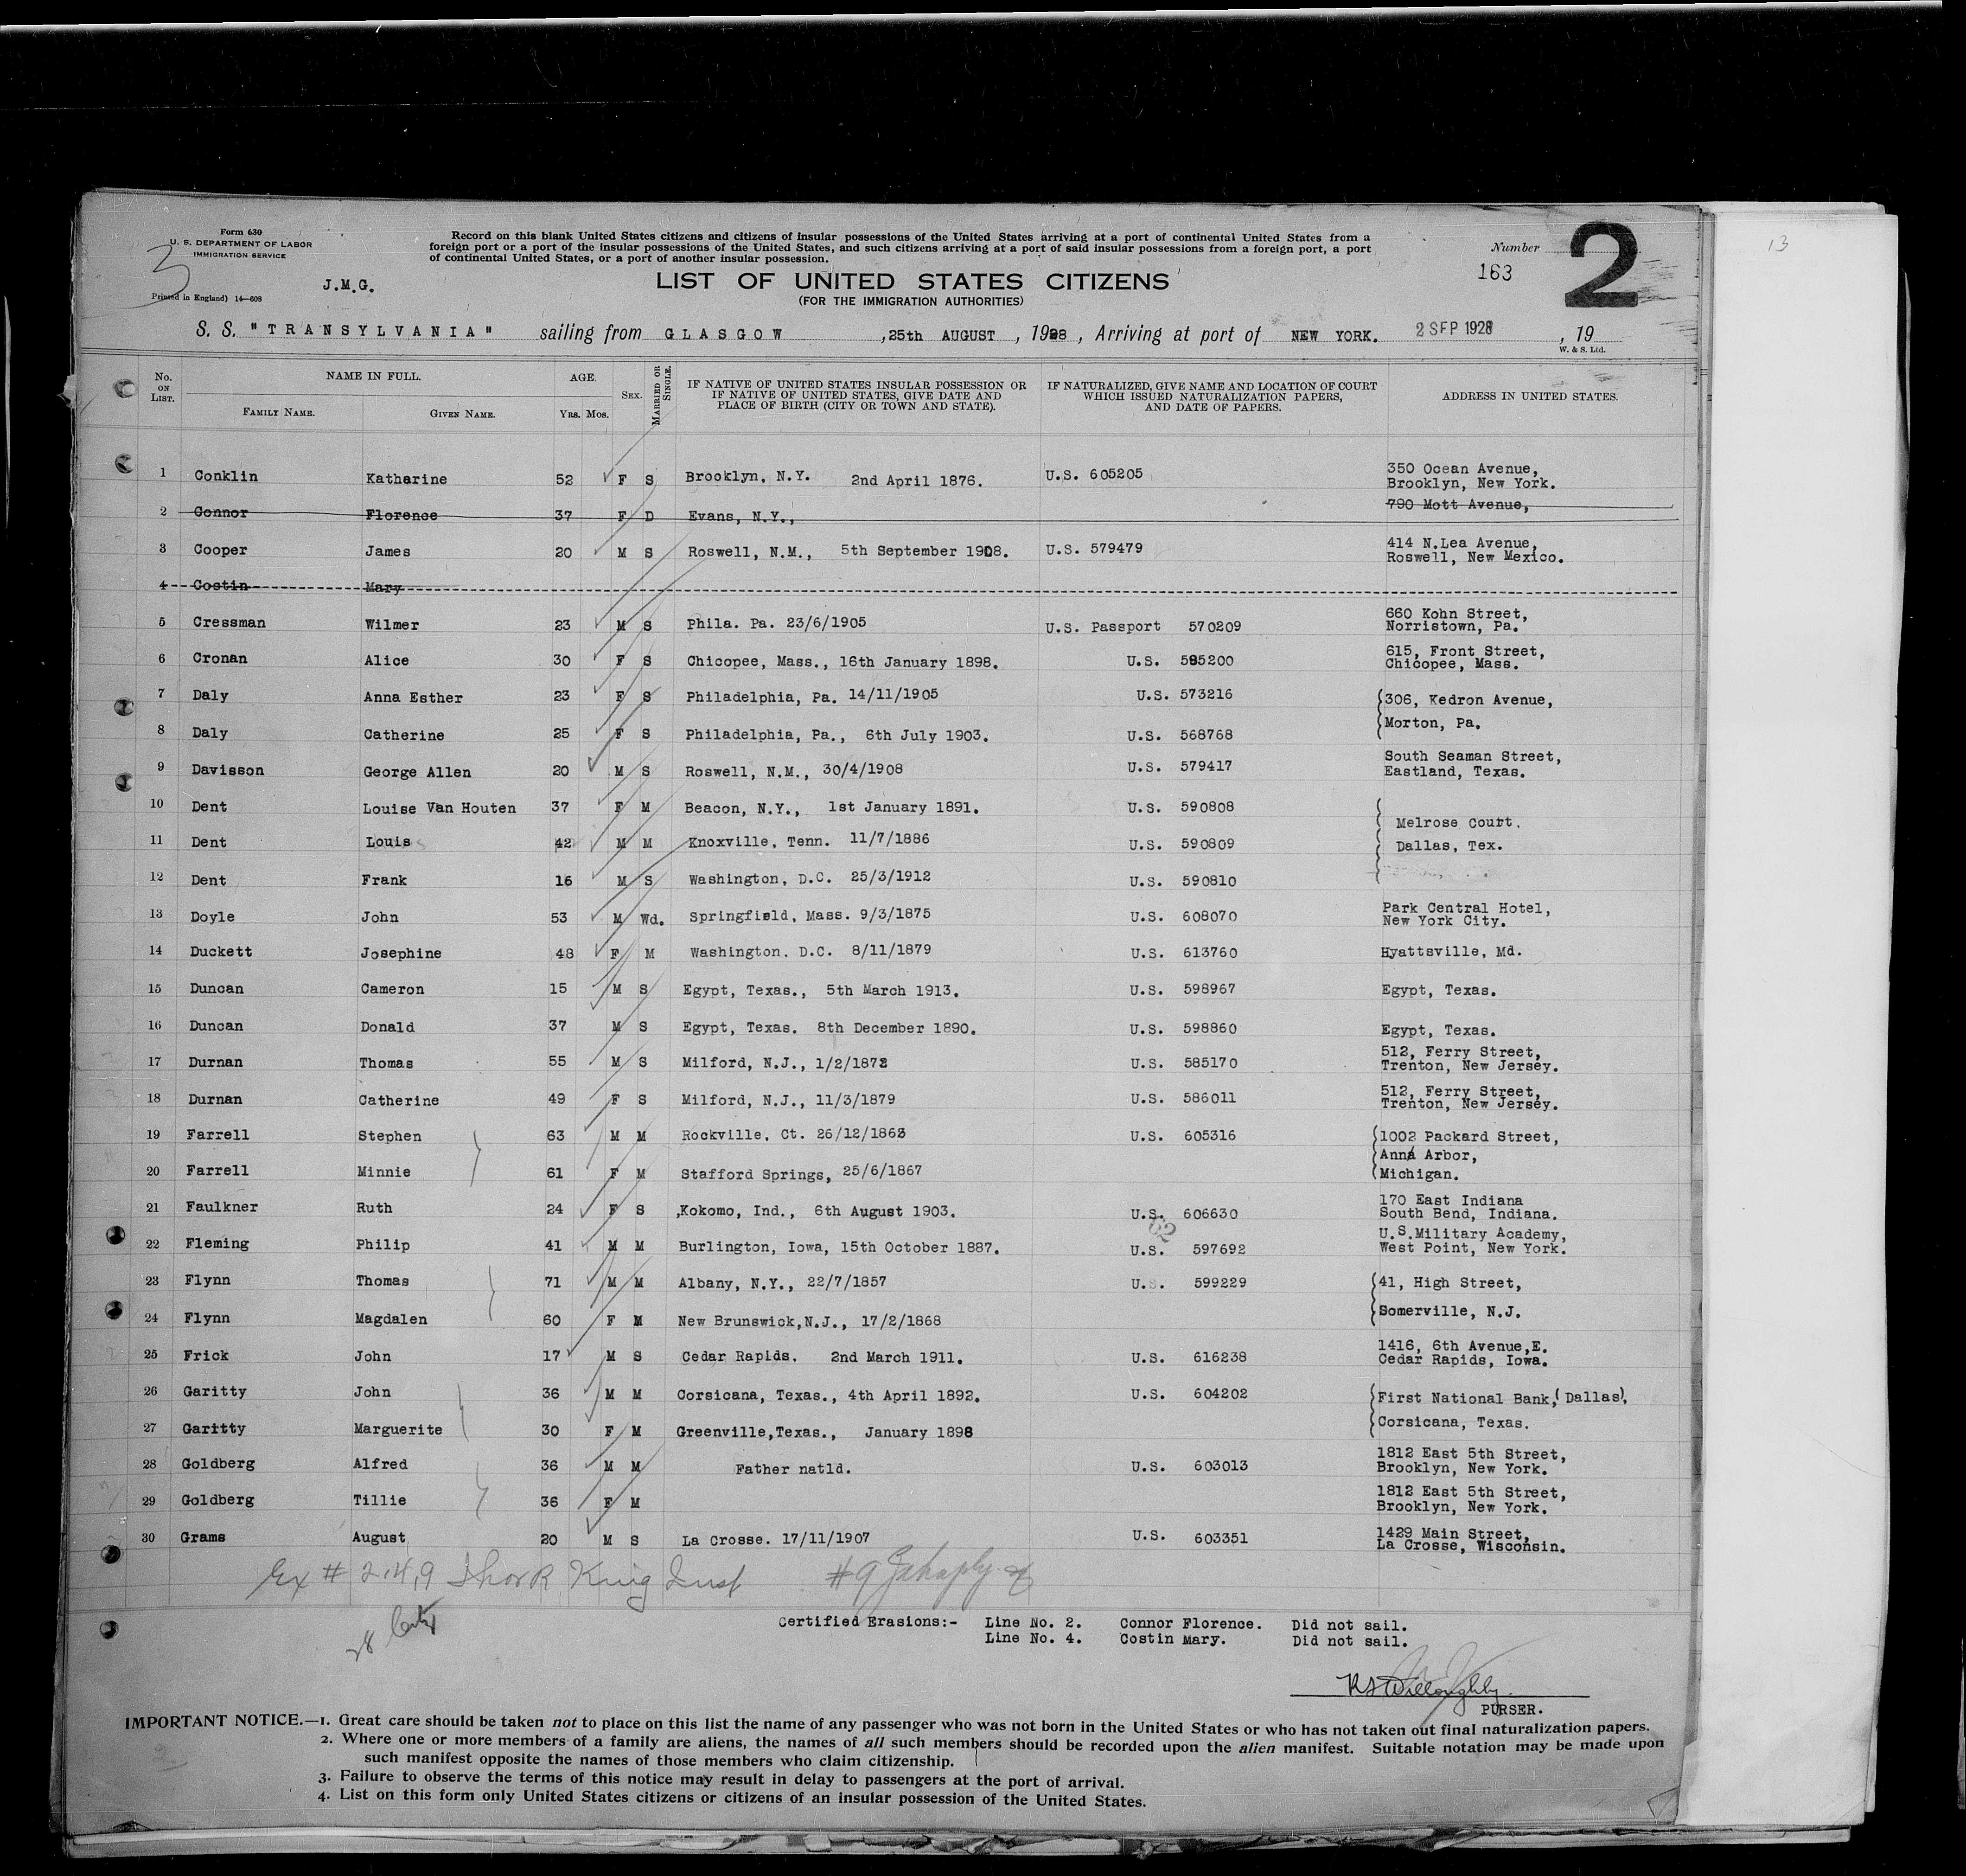 Form 630
U. S. DEPARTMENT OF LABOR
IMMIGRATION SERVICE
3
Printed in England) 14—608
J.M.G.
Record on this blank United States citizens and citizens of insular possessions of the United States arriving at a port of continental United States from a
foreign port or a port of the insular possessions of the United States, and such citizens arriving at a port of said insular possessions from a foreign port, a port
of continental United States, or a port of another insular possession.
LIST OF UNITED STATES CITIZENS
(FOR THE IMMIGRATION AUTHORITIES)
Number
163
2
13
S. S. "TRANSYLVANIA" sailing from GLASGOW, 25th AUGUST, 1928, Arriving at port of NEW YORK. 2 SEP 1928, 19
W. & S. Ltd.
No. ON LIST. NAME IN FULL. FAMILY NAME. GIVEN NAME. AGE. Yrs. Mos. SEX. MARRIED OR SINGLE. IF NATIVE OF UNITED STATES INSULAR POSSESSION OR IF NATIVE OF UNITED STATES, GIVE DATE AND PLACE OF BIRTH (CITY OR TOWN AND STATE). IF NATURALIZED, GIVE NAME AND LOCATION OF COURT WHICH ISSUED NATURALIZATION PAPERS, AND DATE OF PAPERS. ADDRESS IN UNITED STATES.
1 Conklin Katharine 52 F S Brooklyn, N.Y. 2nd April 1876. U.S. 605205 350 Ocean Avenue, Brooklyn, New York.
2 Connor Florence 37 F D Evans, N.Y., 790 Mott Avenue,
3 Cooper James 20 M S Roswell, N.M., 5th September 1908. U.S. 579479 414 N.Lea Avenue, Roswell, New Mexico.
4 Costin Mary
5 Cressman Wilmer 23 M S Phila. Pa. 23/6/1905 U.S. Passport 570209 660 Kohn Street, Norristown, Pa.
6 Cronan Alice 30 F S Chicopee, Mass., 16th January 1898. U.S. 585200 615, Front Street, Chicopee, Mass.
7 Daly Anna Esther 23 F S Philadelphia, Pa. 14/11/1905 U.S. 573216 306, Kedron Avenue,
8 Daly Catherine 25 F S Philadelphia, Pa., 6th July 1903. U.S. 568768 Morton, Pa.
9 Davisson George Allen 20 M S Roswell, N.M., 30/4/1908 U.S. 579417 South Seaman Street, Eastland, Texas.
10 Dent Louise Van Houten 37 F M Beacon, N.Y., 1st January 1891. U.S. 590808
11 Dent Louis 42 M M Knoxville, Tenn. 11/7/1886 U.S. 590809 Melrose Court, Dallas, Tex.
12 Dent Frank 16 M S Washington, D.C. 25/3/1912 U.S. 590810
13 Doyle John 53 M Wd. Springfield, Mass. 9/3/1875 U.S. 608070 Park Central Hotel, New York City.
14 Duckett Josephine 48 F M Washington, D.C. 8/11/1879 U.S. 613760 Hyattsville, Md.
15 Duncan Cameron 15 M S Egypt, Texas., 5th March 1913. U.S. 598967 Egypt, Texas.
16 Duncan Donald 37 M S Egypt, Texas. 8th December 1890. U.S. 598860 Egypt, Texas.
17 Durnan Thomas 55 M S Milford, N.J., 1/2/1872 U.S. 585170 512, Ferry Street, Trenton, New Jersey.
18 Durnan Catherine 49 F S Milford, N.J., 11/3/1879 U.S. 586011 512, Ferry Street, Trenton, New Jersey.
19 Farrell Stephen 63 M M Rockville, Ct. 26/12/1863 U.S. 605316 1002 Packard Street,
Anna Arbor,
20 Farrell Minnie 61 F M Stafford Springs, 25/6/1867 Michigan.
21 Faulkner Ruth 24 F S ,Kokomo, Ind., 6th August 1903. U.S. 606630 170 East Indiana South Bend, Indiana.
22 Fleming Philip 41 M M Burlington, Iowa, 15th October 1887. U.S. 597692 U.S.Military Academy, West Point, New York.
23 Flynn Thomas 71 M M Albany, N.Y., 22/7/1857 U.S. 599229 41, High Street,
24 Flynn Magdalen 60 F M New Brunswick,N.J., 17/2/1868 Somerville, N.J.
25 Frick John 17 M S Cedar Rapids. 2nd March 1911. U.S. 616238 1416, 6th Avenue,E. Cedar Rapids, Iowa.
26 Garitty John 36 M M Corsicana, Texas., 4th April 1892. U.S. 604202 First National Bank, (Dallas),
27 Garitty Marguerite 30 F M Greenville,Texas., January 1898 Corsicana, Texas.
28 Goldberg Alfred 36 M M Father natld. U.S. 603013 1812 East 5th Street, Brooklyn, New York.
29 Goldberg Tillie 36 F M 1812 East 5th Street, Brooklyn, New York.
30 Grams August 20 M S La Crosse. 17/11/1907 U.S. 603351 1429 Main Street, La Crosse, Wisconsin.
Ex # 2.4,9 King Insp # 9
28
Certified Erasions:- Line No. 2. Connor Florence. Did not sail.
Line No. 4. Costin Mary. Did not sail.
Willoughby
PURSER.
IMPORTANT NOTICE.—1. Great care should be taken not to place on this list the name of any passenger who was not born in the United States or who has not taken out final naturalization papers.
2. Where one or more members of a family are aliens, the names of all such members should be recorded upon the alien manifest. Suitable notation may be made upon
such manifest opposite the names of those members who claim citizenship.
3. Failure to observe the terms of this notice may result in delay to passengers at the port of arrival.
4. List on this form only United States citizens or citizens of an insular possession of the United States.